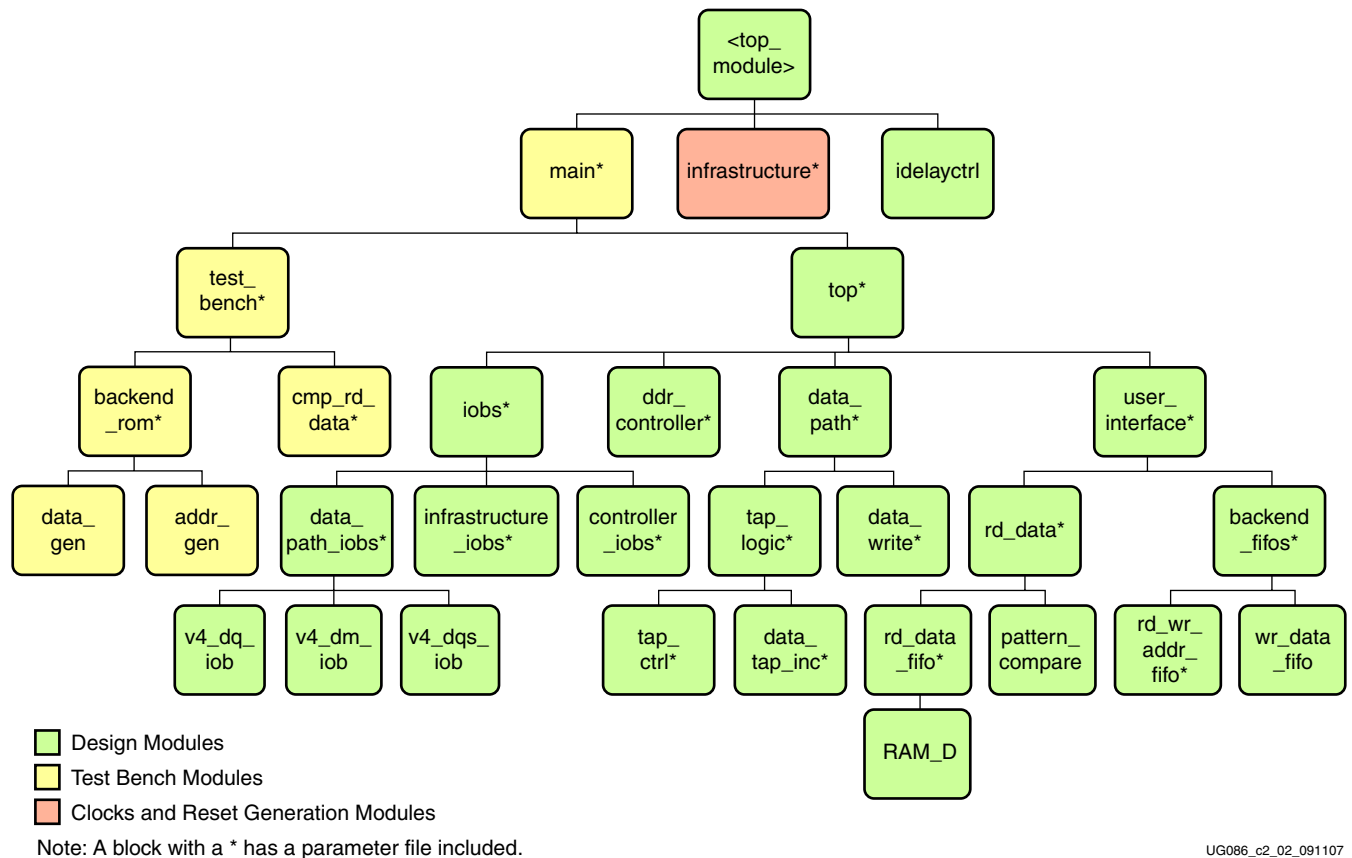 <top_
module>
main*
infrastructure*
idelayctrl
test_
bench*
top*
backend
_rom*
cmp_rd_
data*
iobs*
ddr_
controller*
data_
path*
user_
interface*
data_
gen
addr_
gen
data_
path_iobs*
infrastructure
_iobs*
controller
_iobs*
tap_
logic*
data_
write*
rd_data*
backend
_fifos*
v4_dq_
iob
v4_dm_
iob
v4_dqs_
iob
tap_
ctrl*
data_
tap_inc*
rd_data
_fifo*
pattern_
compare
rd_wr_
addr_
fifo*
wr_data
_fifo
RAM_D
Design Modules
Test Bench Modules
Clocks and Reset Generation Modules
Note: A block with a * has a parameter file included.
UG086_c2_02_091107